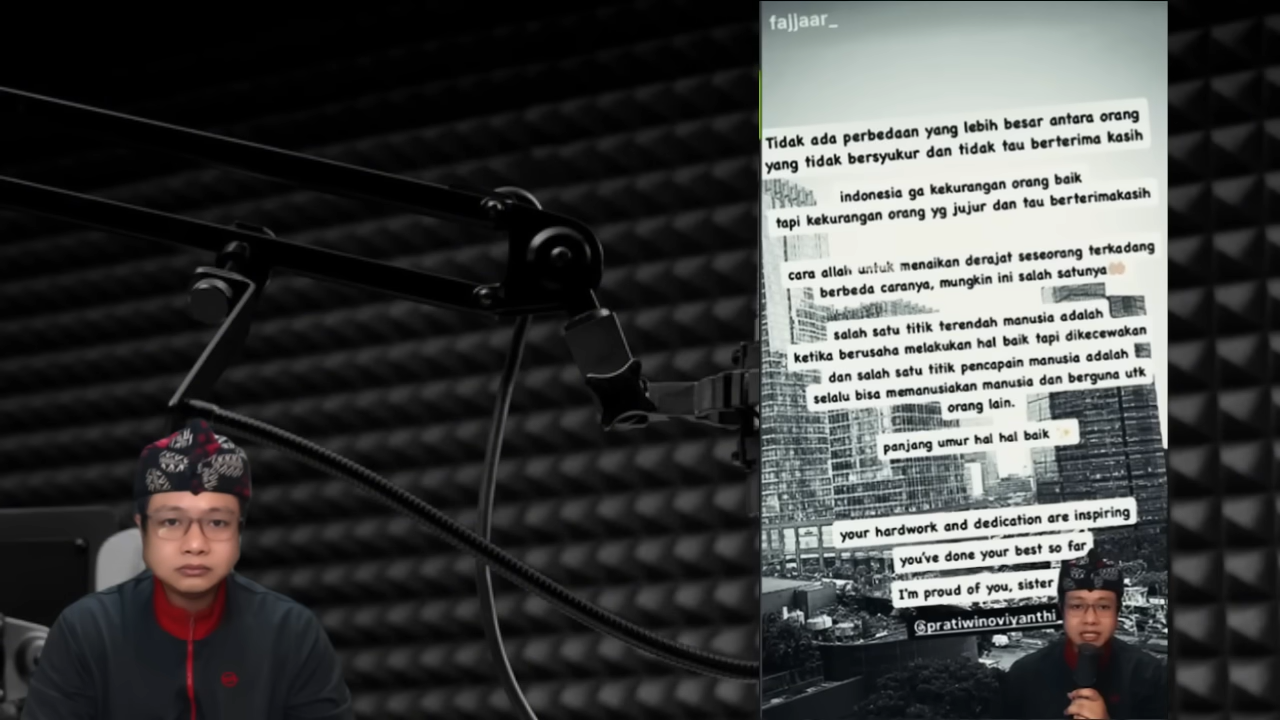 fajjaar_
Tidak ada perbedaan yang lebih besar antara orang
yang tidak bersyukur dan tidak tau berterima kasih
indonesia ga kekurangan orang baik
tapi kekurangan orang yg jujur dan tau berterimakasih
cara allah untuk menaikan derajat seseorang terkadang
berbeda caranya, mungkin ini salah satunya
salah satu titik terendah manusia adalah
ketika berusaha melakukan hal baik tapi dikecewakan
dan salah satu titik pencapain manusia adalah
selalu bisa memanusiakan manusia dan berguna utk
orang lain.
panjang umur hal hal baik ✨
your hardwork and dedication are inspiring
you've done your best so far
I'm proud of you, sister
@pratiwinoviyanthi